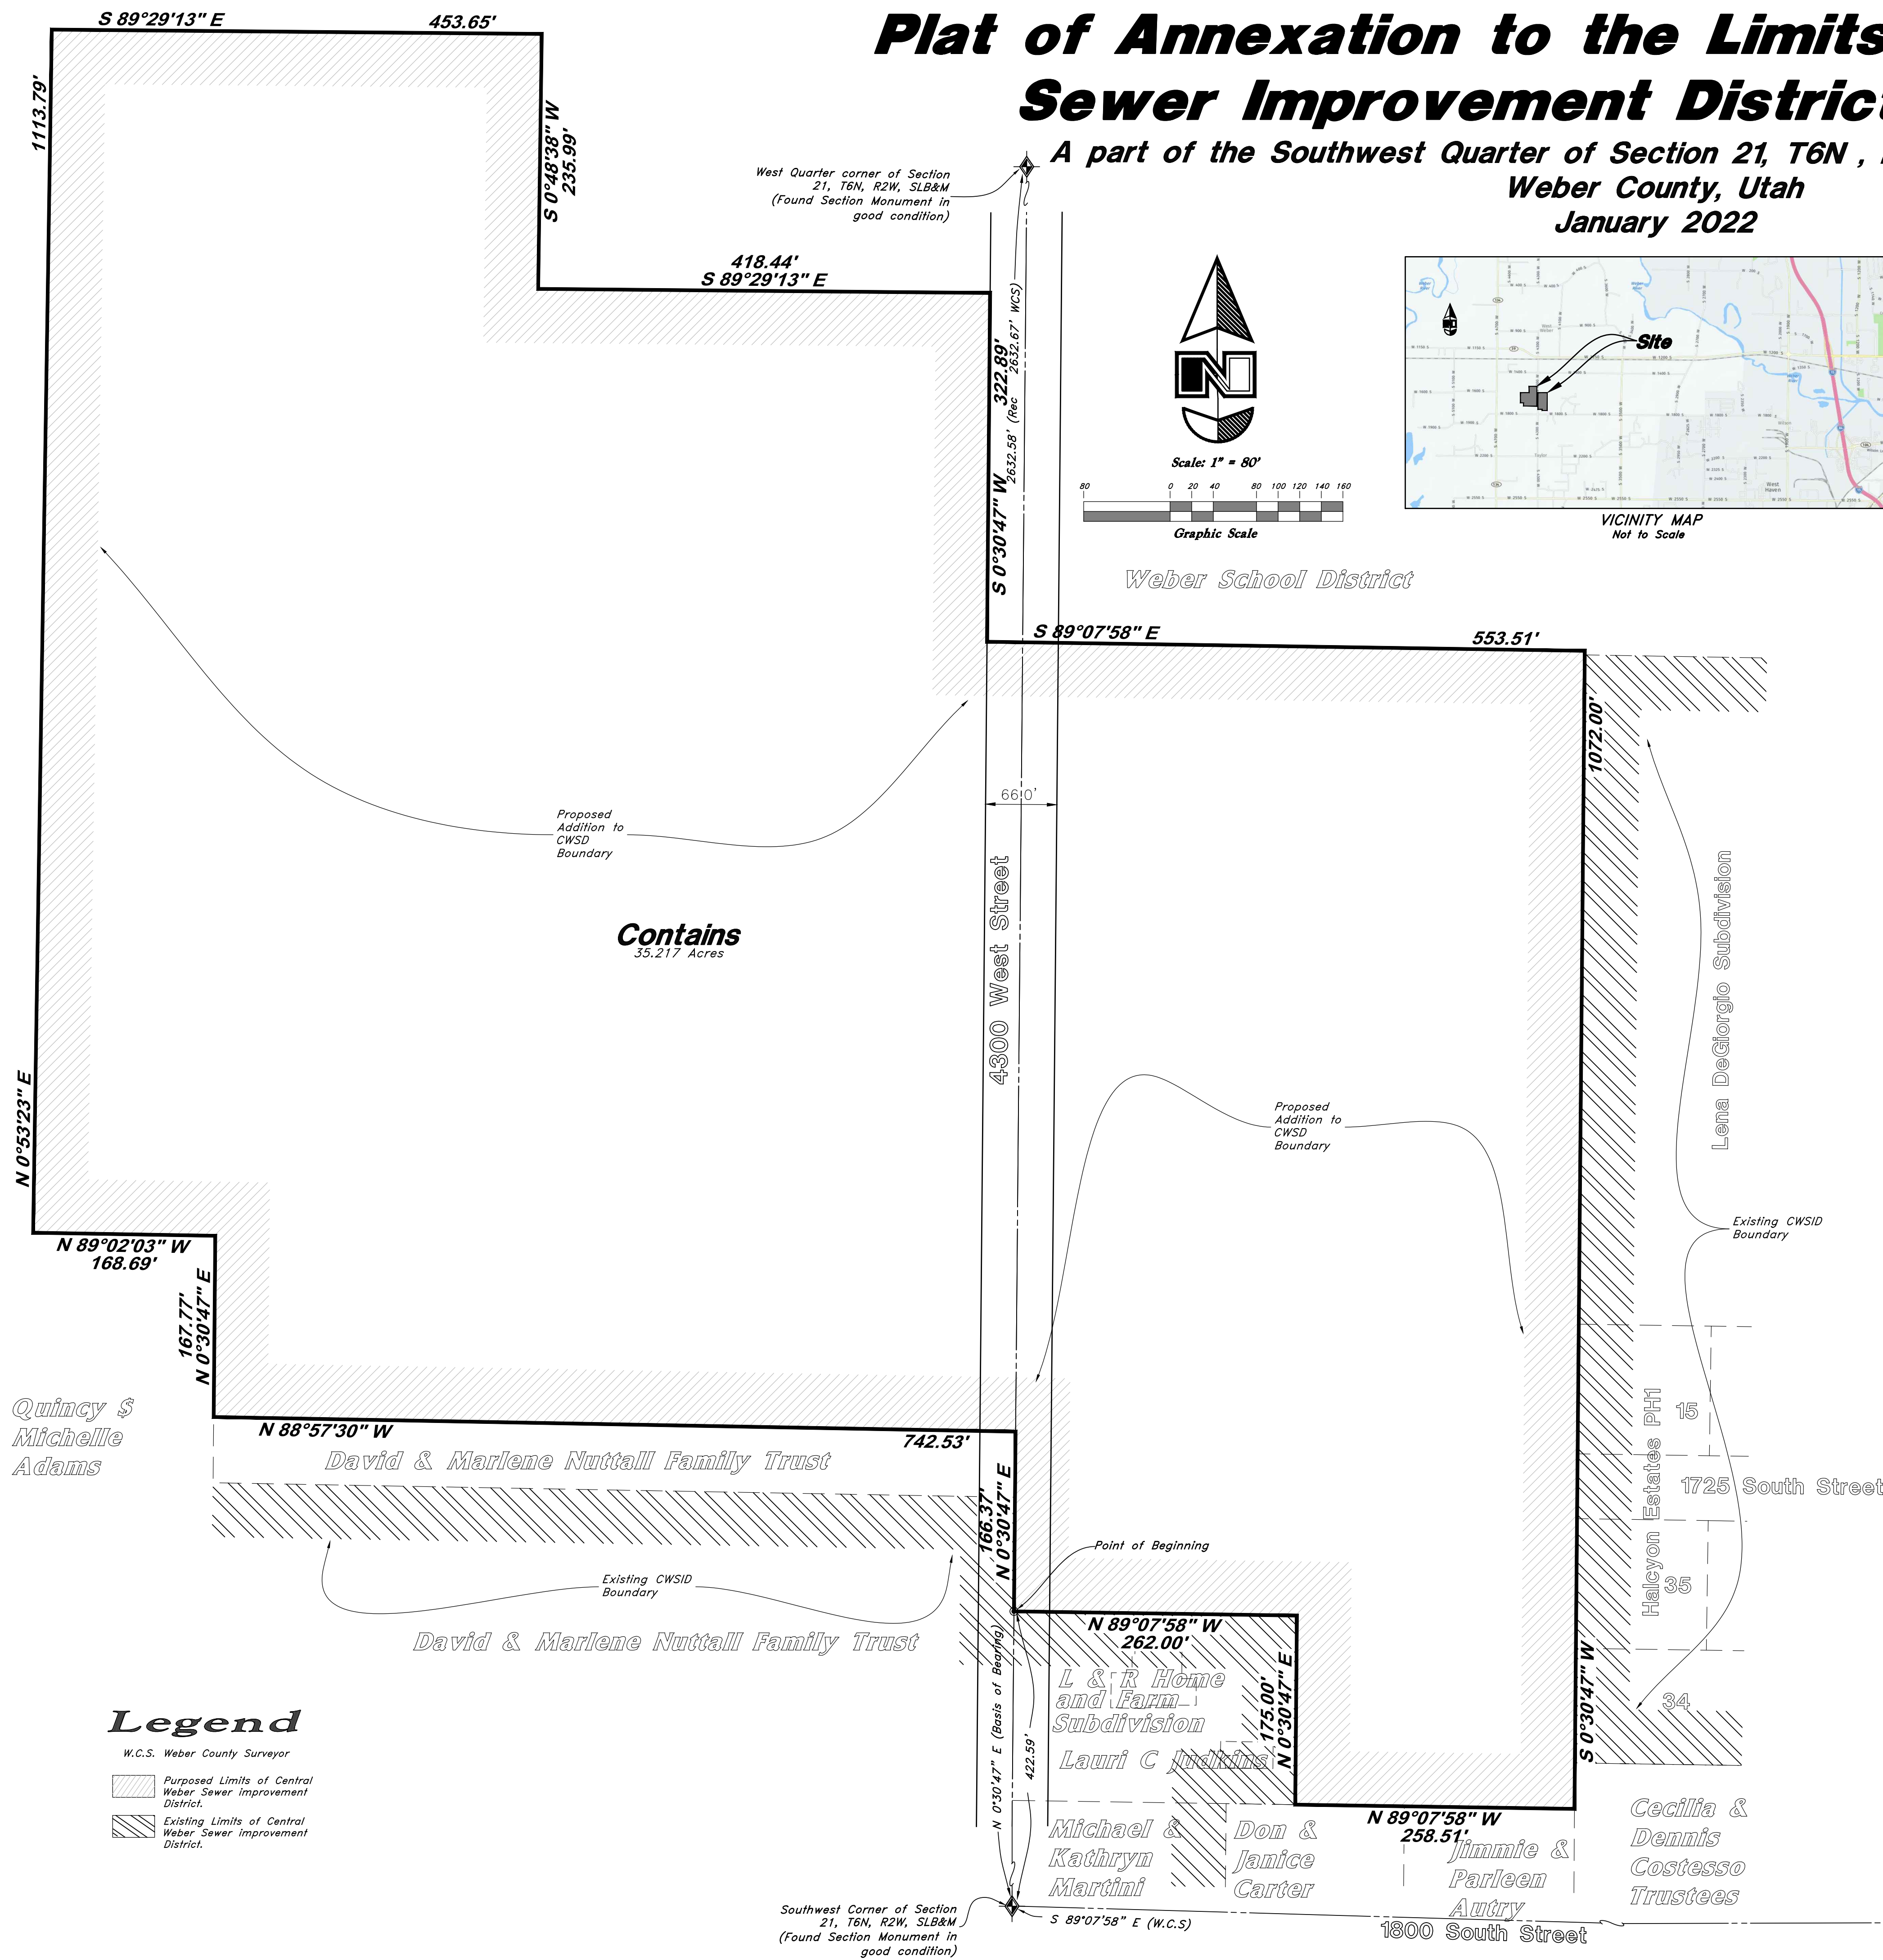 Plat of Annexation to the Limits
Sewer Improvement District
A part of the Southwest Quarter of Section 21, T6N ,
Weber County, Utah
January 2022
S 89°29'13" E
453.65'
1113.79'
S 0°48'38" W
235.99'
West Quarter corner of Section
21, T6N, R2W, SLB&M
(Found Section Monument in
good condition)
418.44'
S 89°29'13" E
S 0°30'47" W
322.89'
2632.58' (Rec 2632.67' WCS)
N
Scale: 1" = 80'
80 0 20 40 80 100 120 140 160
Graphic Scale
Site
West
Haven
VICINITY MAP
Not to Scale
Weber School District
S 89°07'58" E
553.51'
1072.00'
66.0'
Proposed
Addition to
CWSD
Boundary
Contains
35.217 Acres
4300 West Street
Lena DeGiorgio Subdivision
N 0°53'23" E
Proposed
Addition to
CWSD
Boundary
Existing CWSID
Boundary
N 89°02'03" W
168.69'
167.77'
N 0°30'47" E
Quincy $
Michelle
Adams
N 88°57'30" W
742.53'
David & Marlene Nuttall Family Trust
166.37'
N 0°30'47" E
Point of Beginning
Existing CWSID
Boundary
David & Marlene Nuttall Family Trust
Halcyon Estates PH1
15
1725 South Street
35
34
N 89°07'58" W
262.00'
L & R Home
and Farm
Subdivision
Lauri C Judkins
175.00'
N 0°30'47" E
S 0°30'47" W
N 0°30'47" E (Basis of Bearing)
422.59'
Legend
W.C.S. Weber County Surveyor
Purposed Limits of Central
Weber Sewer improvement
District.
Existing Limits of Central
Weber Sewer improvement
District.
N 89°07'58" W
258.51'
Michael &
Kathryn
Martini
Don &
Janice
Carter
Jimmie &
Parleen
Autry
Cecilia &
Dennis
Costesso
Trustees
Southwest Corner of Section
21, T6N, R2W, SLB&M
(Found Section Monument in
good condition)
S 89°07'58" E (W.C.S)
1800 South Street